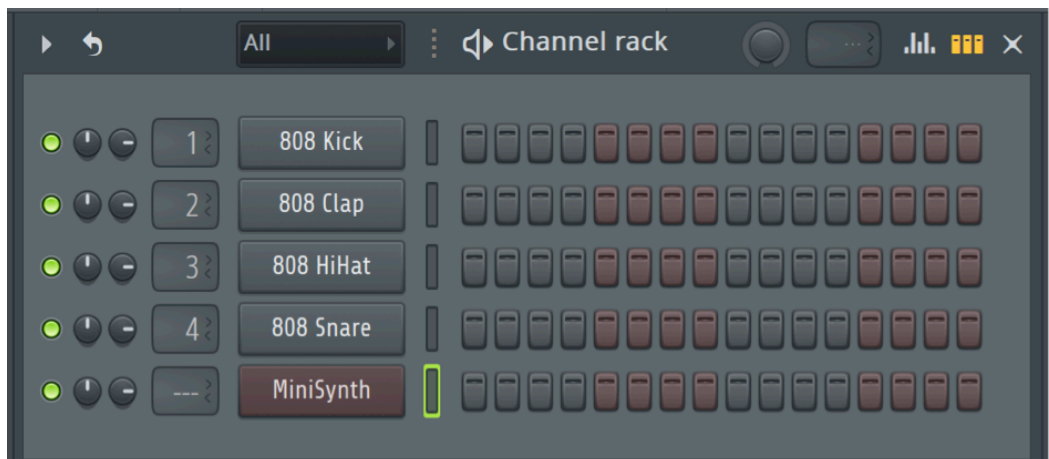 All Channel rack ...
1 808 Kick
2 808 Clap
3 808 HiHat
4 808 Snare
--- MiniSynth